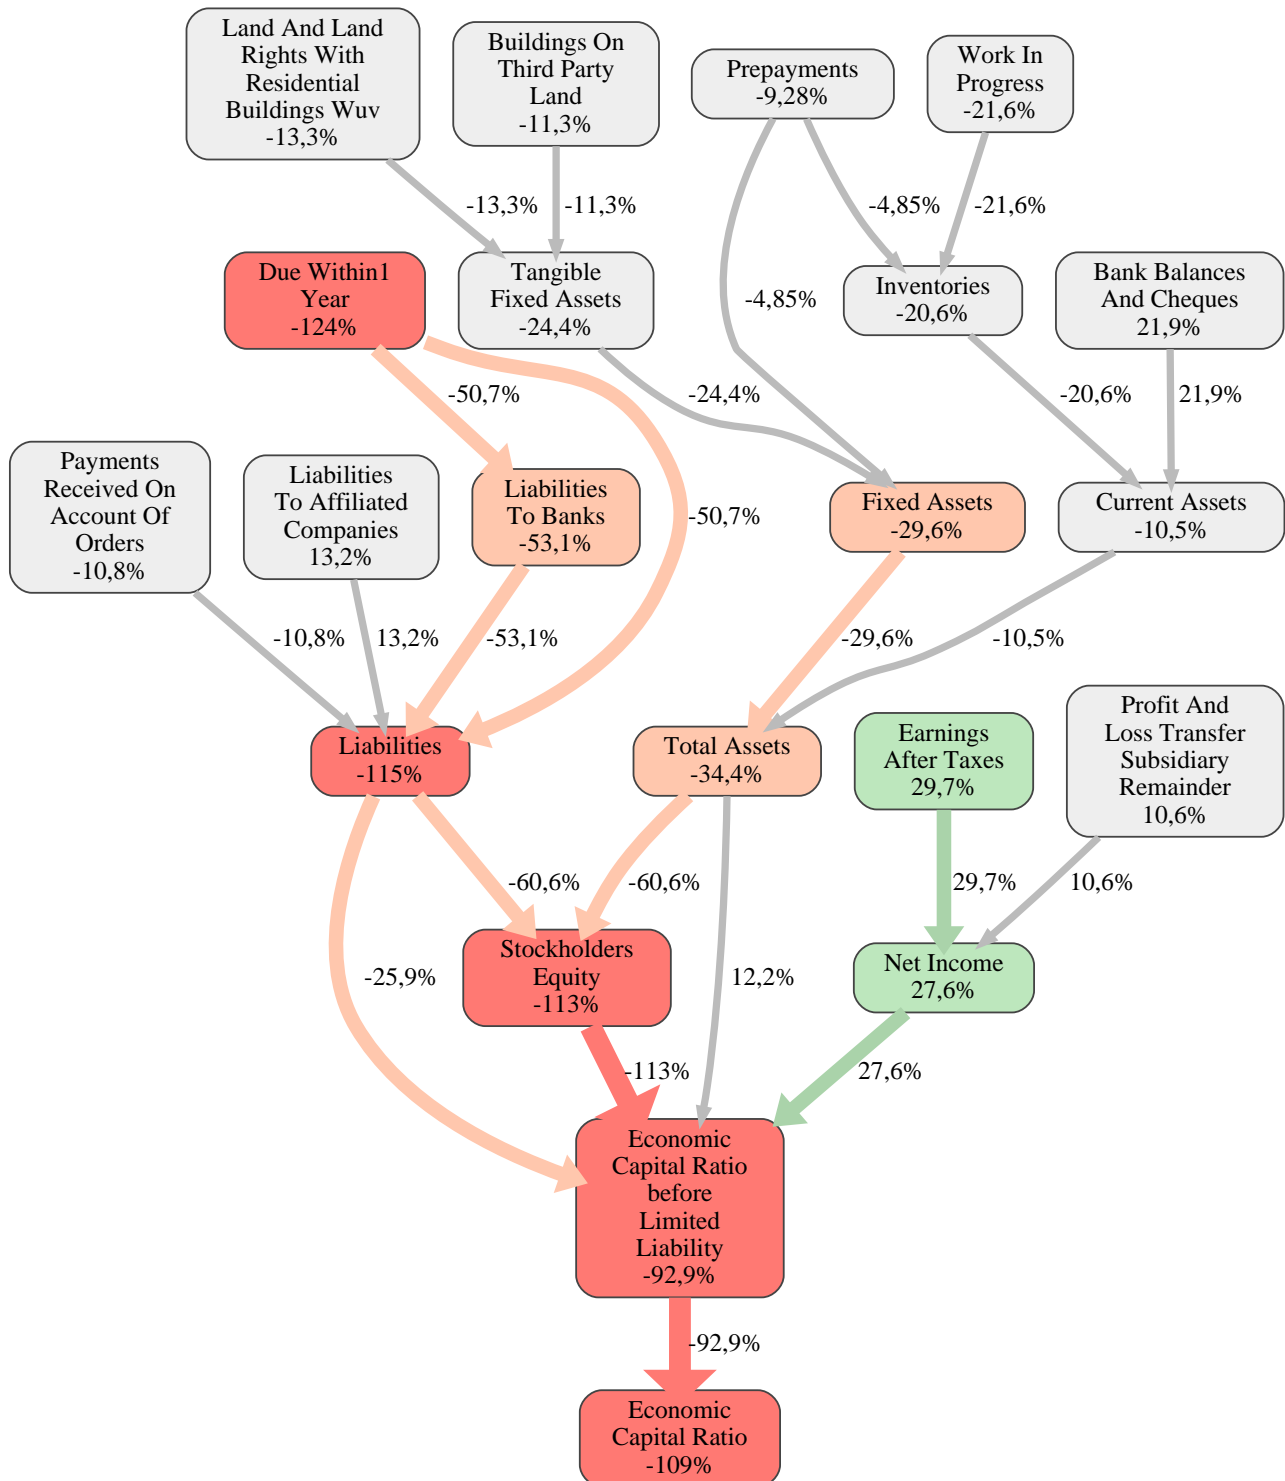 Land And Land
Rights With
Residential
Buildings Wuv
-13,3%
Buildings On
Third Party
Land
-11,3%
Prepayments
-9,28%
Work In
Progress
-21,6%
-13,3%
-11,3%
-4,85%
-21,6%
Due Within1
Year
-124%
Tangible
Fixed Assets
-24,4%
-4,85%
Inventories
-20,6%
Bank Balances
And Cheques
21,9%
-50,7%
-24,4%
-20,6%
21,9%
Payments
Received On
Account Of
Orders
-10,8%
Liabilities
To Affiliated
Companies
13,2%
Liabilities
To Banks
-53,1%
-50,7%
Fixed Assets
-29,6%
Current Assets
-10,5%
-10,8%
13,2%
-53,1%
-29,6%
-10,5%
Liabilities
-115%
Total Assets
-34,4%
Earnings
After Taxes
29,7%
Profit And
Loss Transfer
Subsidiary
Remainder
10,6%
-60,6%
-60,6%
29,7%
10,6%
-25,9%
Stockholders
Equity
-113%
12,2%
Net Income
27,6%
-113%
27,6%
Economic
Capital Ratio
before
Limited
Liability
-92,9%
-92,9%
Economic
Capital Ratio
-109%